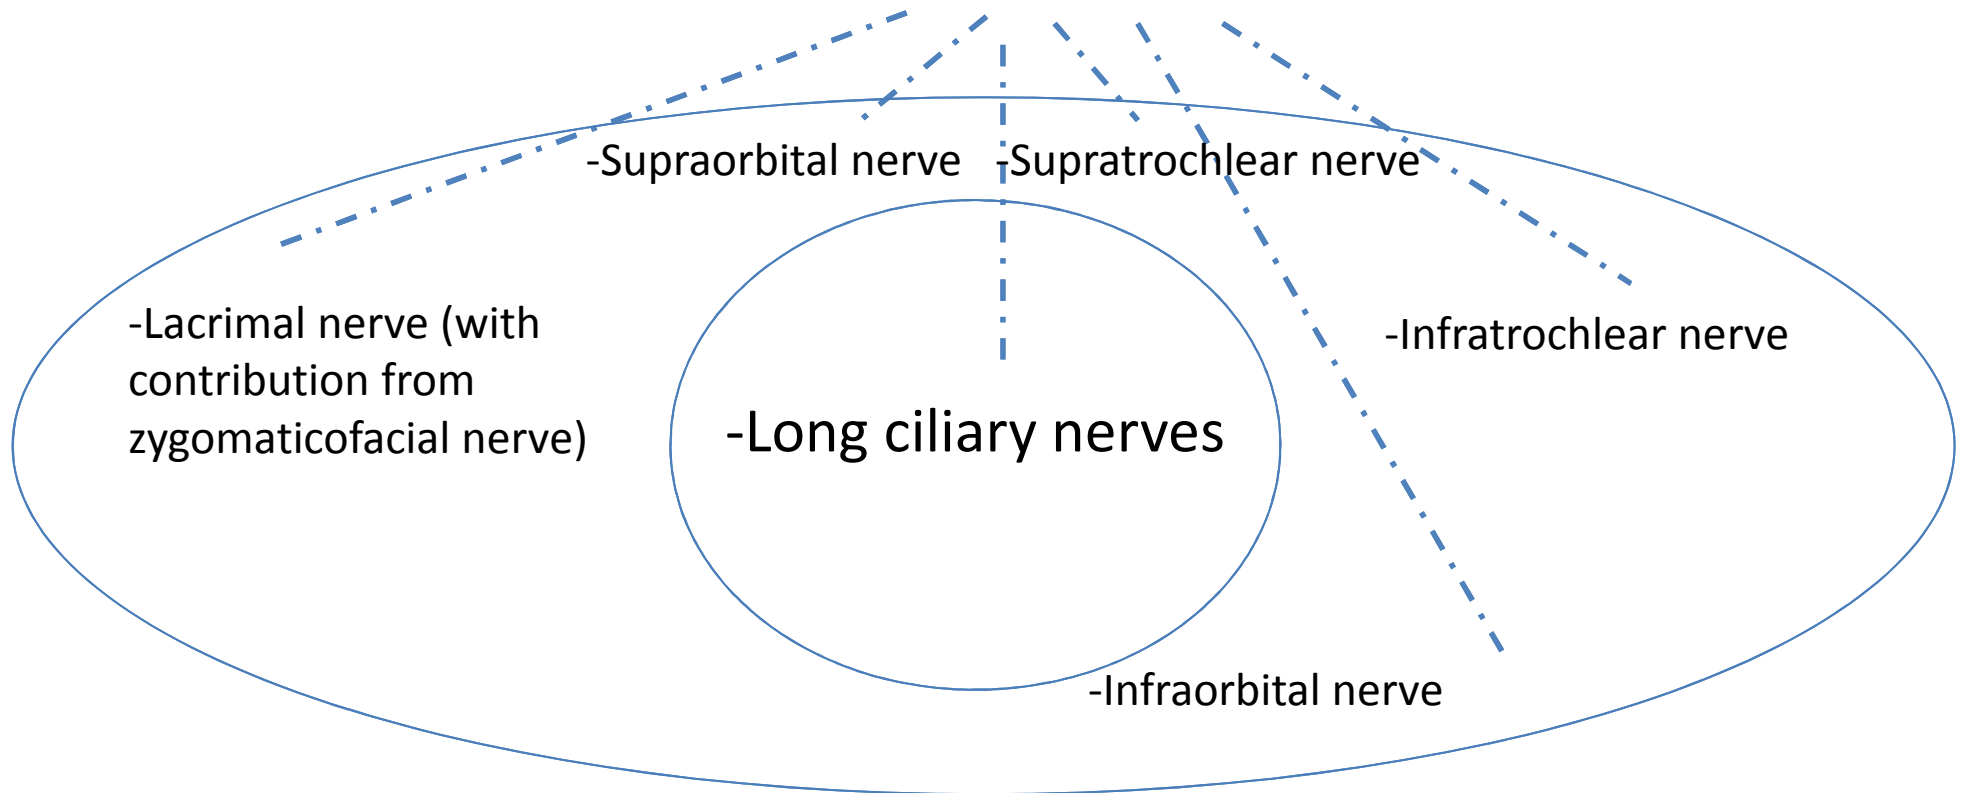 -Supraorbital nerve
-Supratrochlear nerve
-Lacrimal nerve (with
contribution from
zygomaticofacial nerve)
-Infratrochlear nerve
-Long ciliary nerves
-Infraorbital nerve